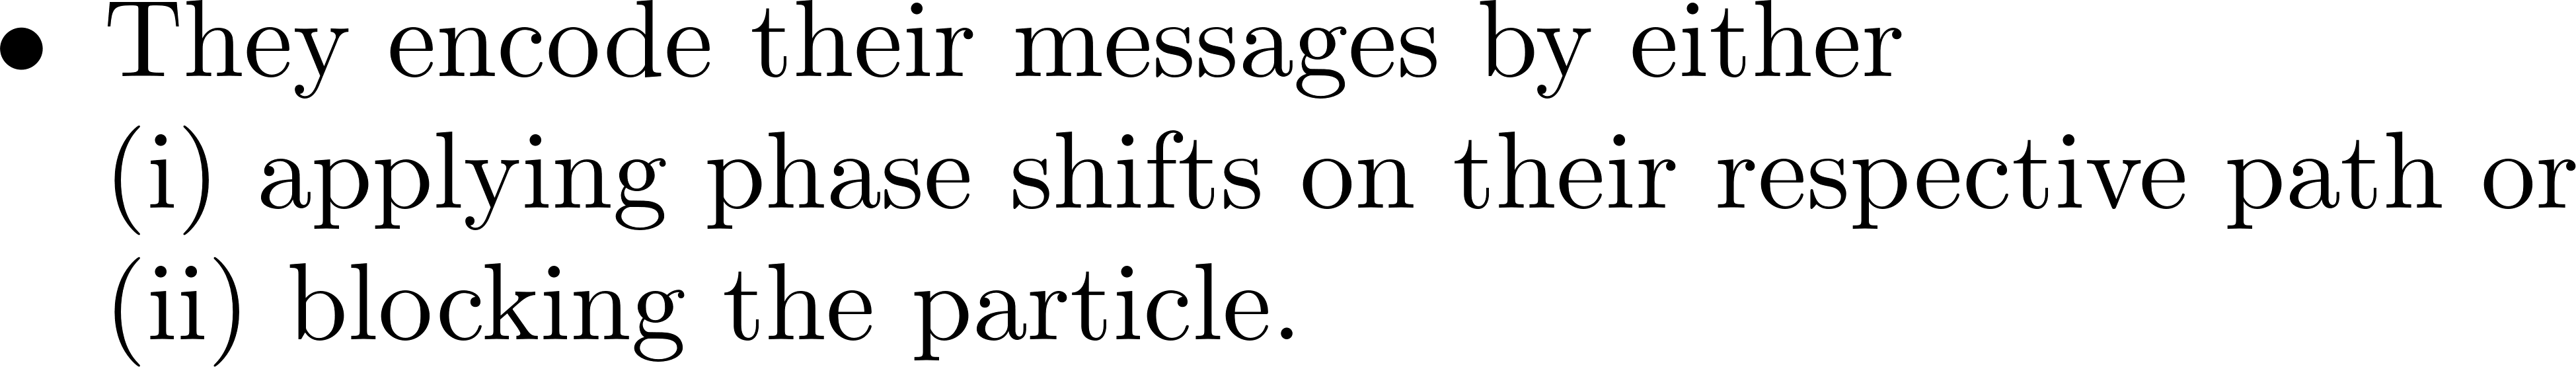 • They encode their messages by either
(i) applying phase shifts on their respective path or
(ii) blocking the particle.